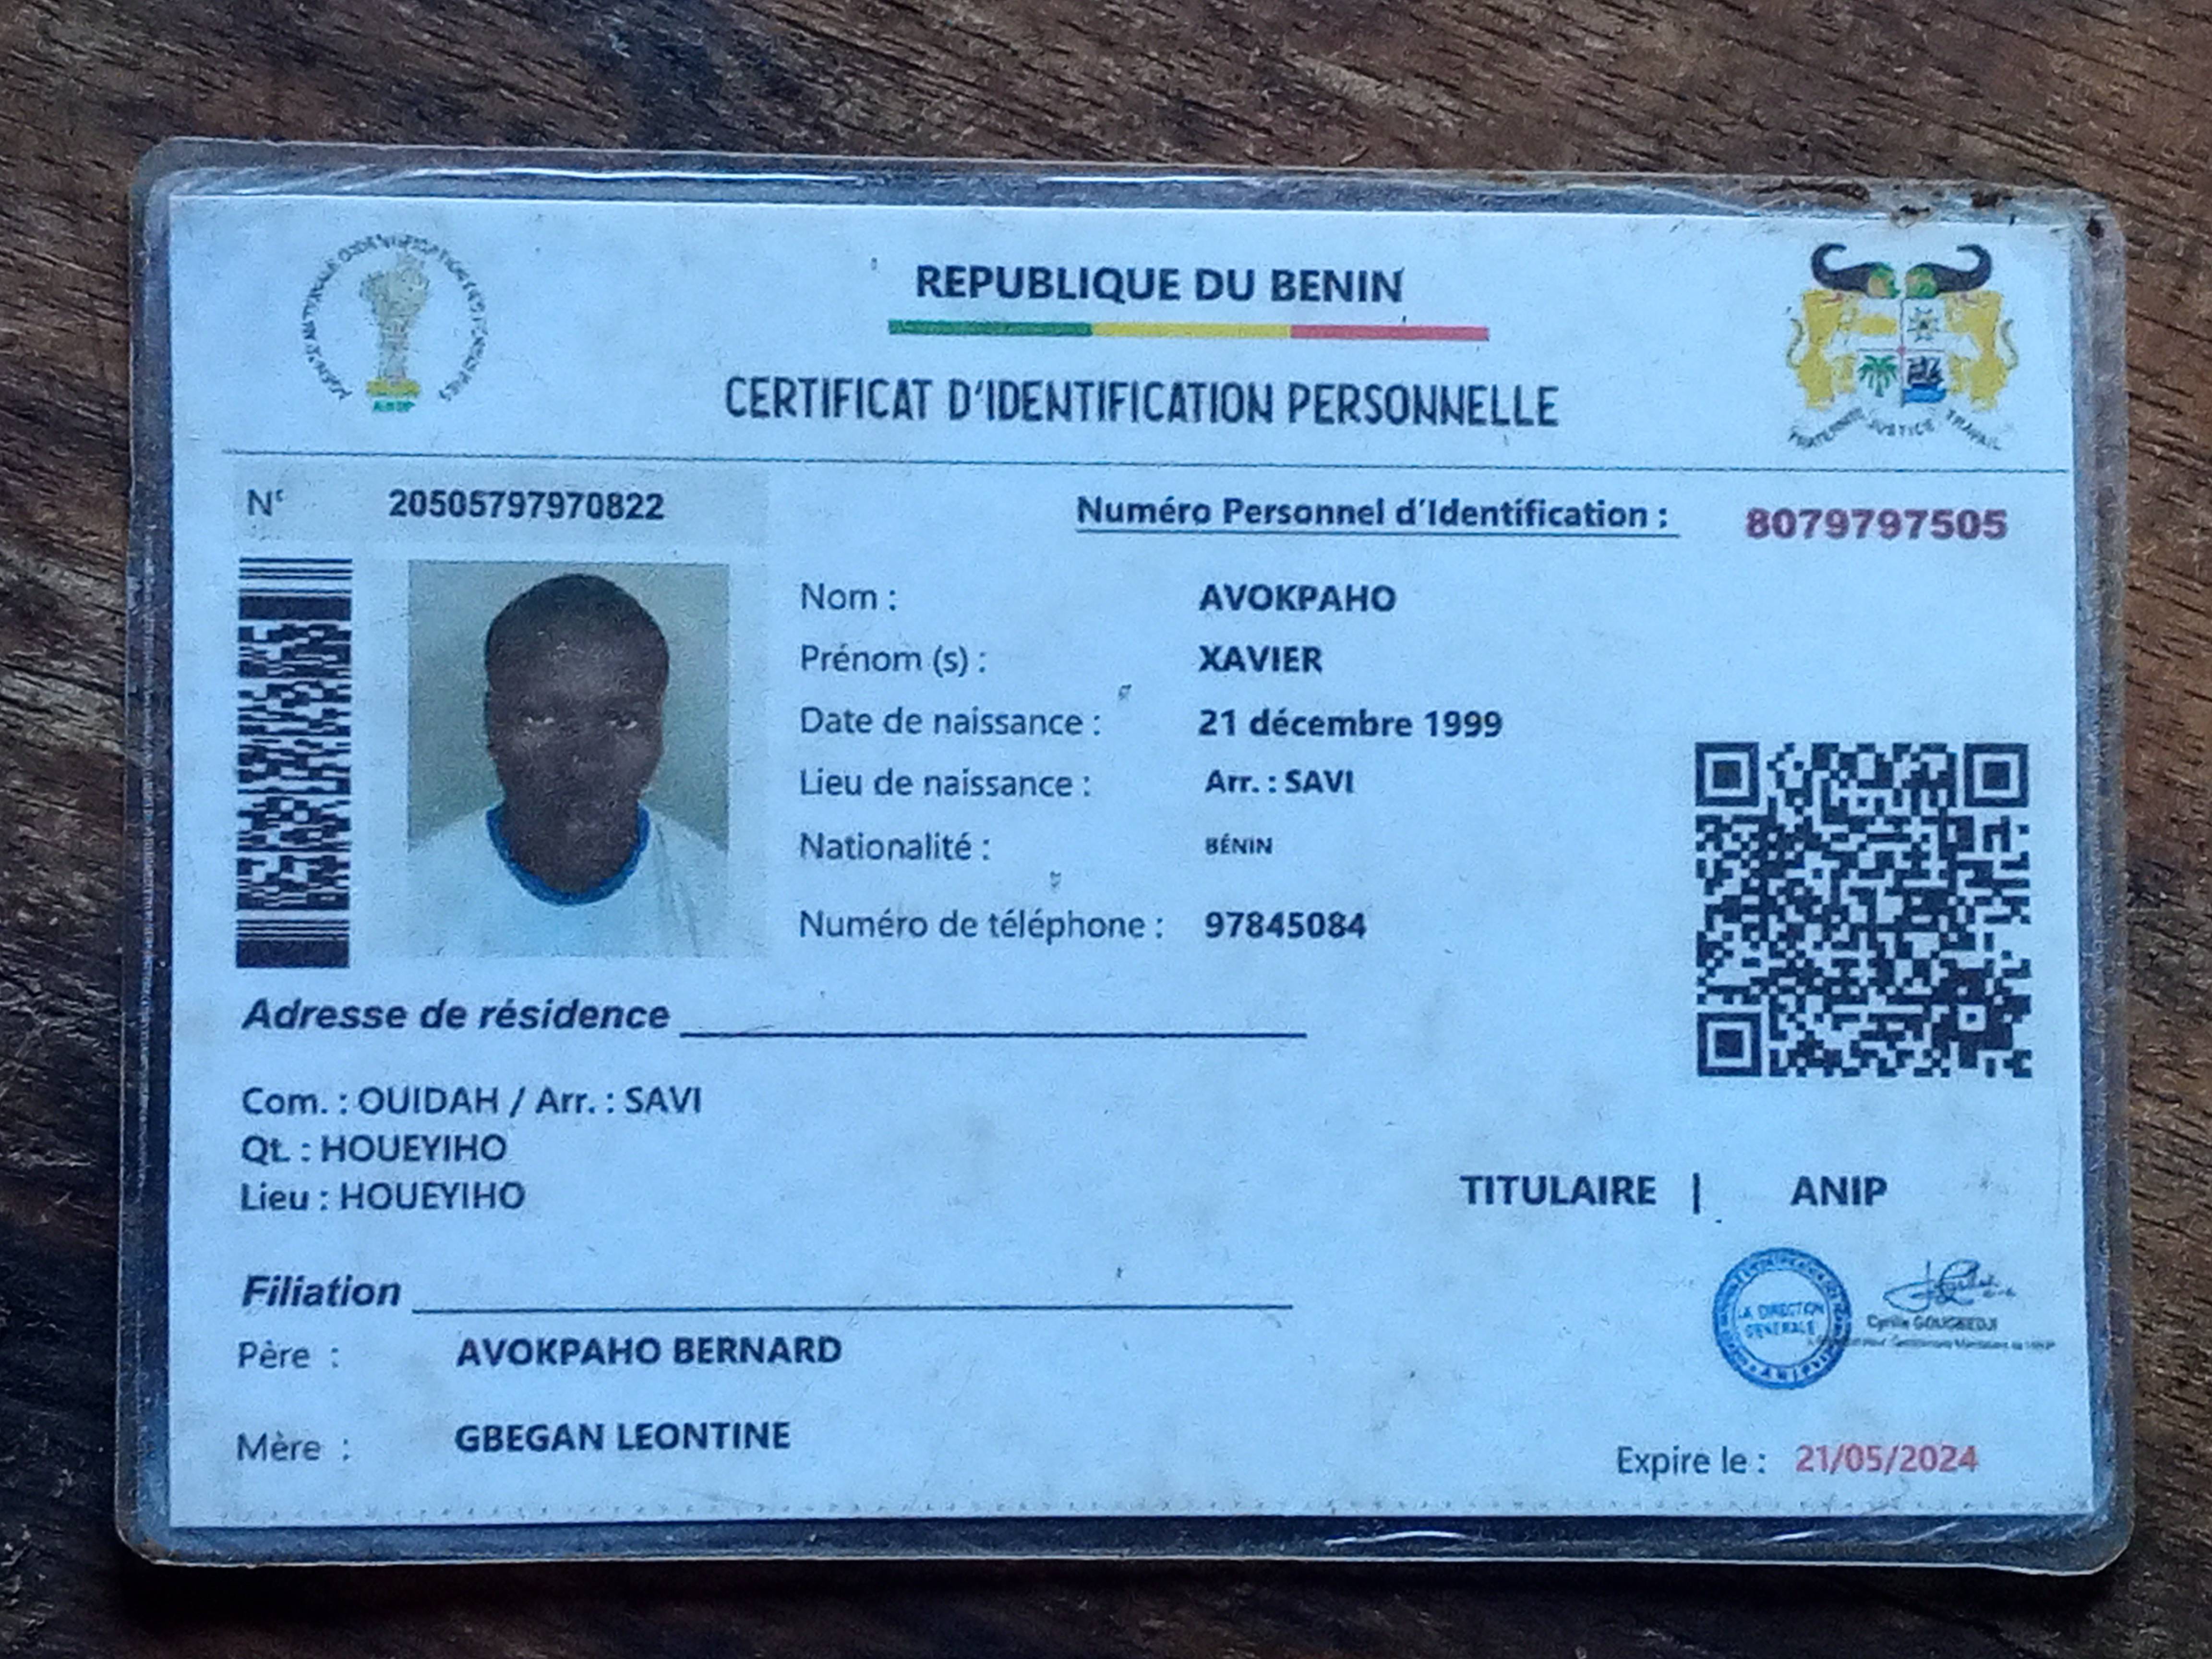 AGENCE NATIONALE D'IDENTIFICATION DES PERSONNES
ANIP
REPUBLIQUE DU BENIN
CERTIFICAT D'IDENTIFICATION PERSONNELLE
FRATERNITE JUSTICE TRAVAIL
N° 20505797970822
Numéro Personnel d'Identification : 8079797505
Nom : AVOKPAHO
Prénom (s) : XAVIER
Date de naissance : 21 décembre 1999
Lieu de naissance : Arr. : SAVI
Nationalité : BÉNIN
Numéro de téléphone : 97845084
Adresse de résidence
Com. : OUIDAH / Arr. : SAVI
Qt. : HOUEYIHO
Lieu : HOUEYIHO
TITULAIRE | ANIP
LA DIRECTION
GENERALE
ANIP
Cyrille GOUGBEDJI
Filiation
Père : AVOKPAHO BERNARD
Mère : GBEGAN LEONTINE
Expire le : 21/05/2024